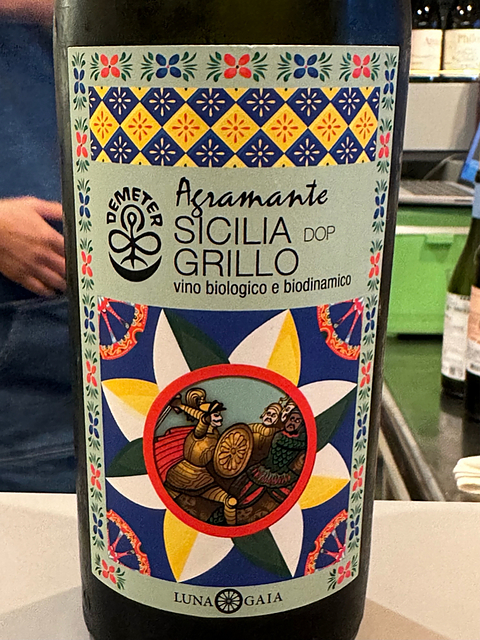 DEMETER
Agramante
SICILIA DOP
GRILLO
vino biologico e biodinamico
LUNA GAIA